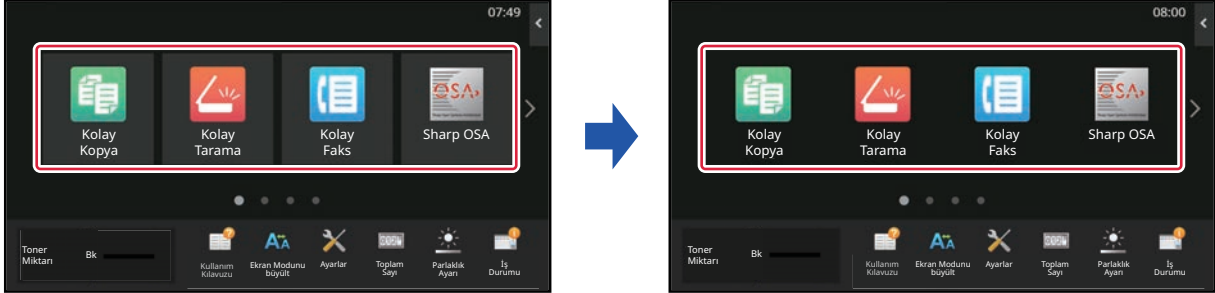 07:49
Kolay
Kopya
Kolay
Tarama
Kolay
Faks
OSA
Sharp OSA
Toner
Miktarı
Bk
Kullanım
Kılavuzu
Ekran Modunu
büyült
Ayarlar
Toplam
Sayı
Parlaklık
Ayarı
İş
Durumu
08:00
Kolay
Kopya
Kolay
Tarama
Kolay
Faks
OSA
Sharp OSA
Toner
Miktarı
Bk
Kullanım
Kılavuzu
Ekran Modunu
büyült
Ayarlar
Toplam
Sayı
Parlaklık
Ayarı
İş
Durumu